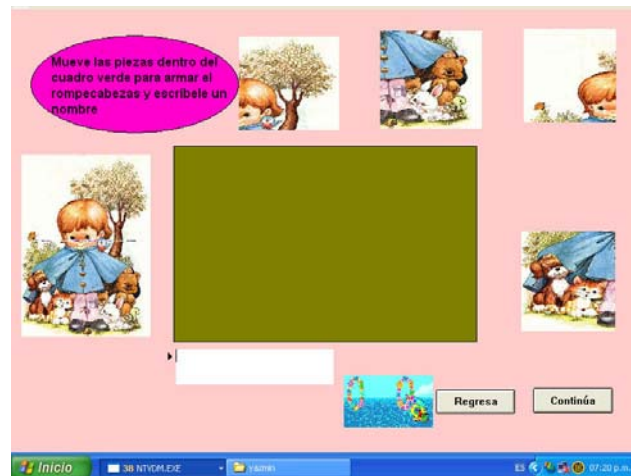 Mueve las piezas dentro del
cuadro verde para armar el
rompecabezas y escríbele un
nombre
Regresa
Continúa
Inicio
38 NTVDM.EXE
yazmin
ES
07:20 p.m.